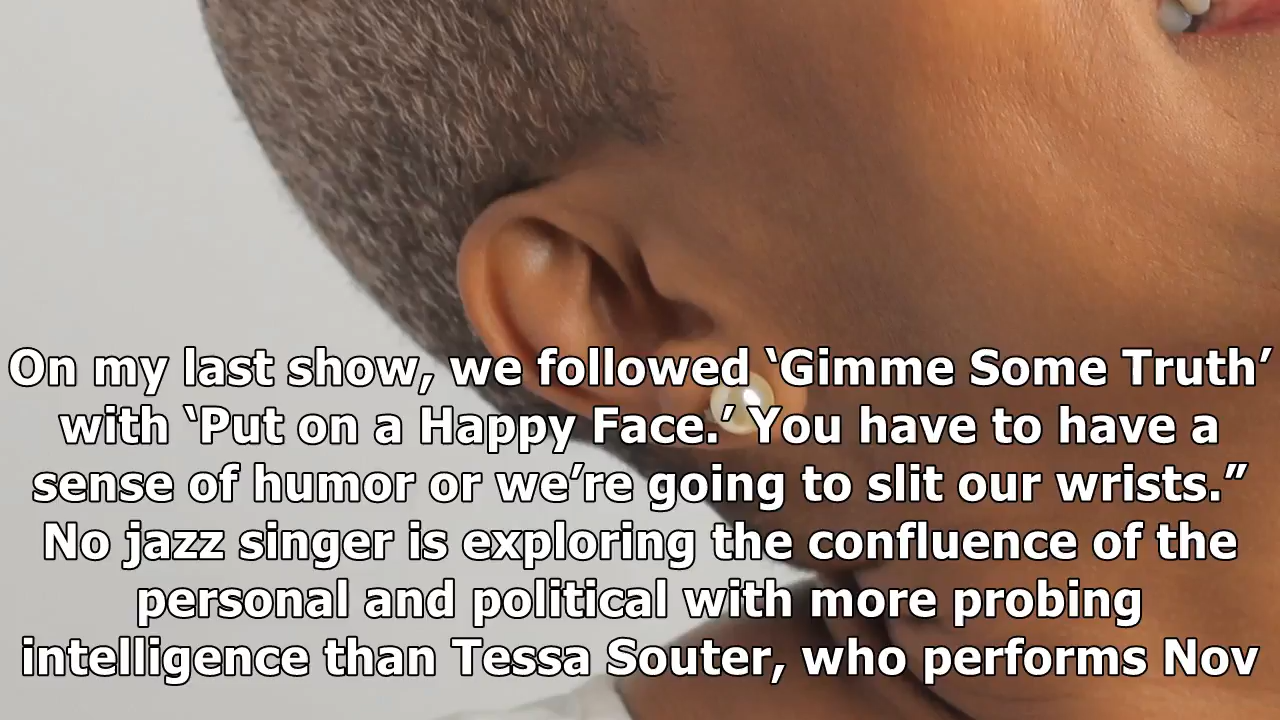 On my last show, we followed ‘Gimme Some Truth’
with ‘Put on a Happy Face.’ You have to have a
sense of humor or we’re going to slit our wrists.”
No jazz singer is exploring the confluence of the
personal and political with more probing
intelligence than Tessa Souter, who performs Nov